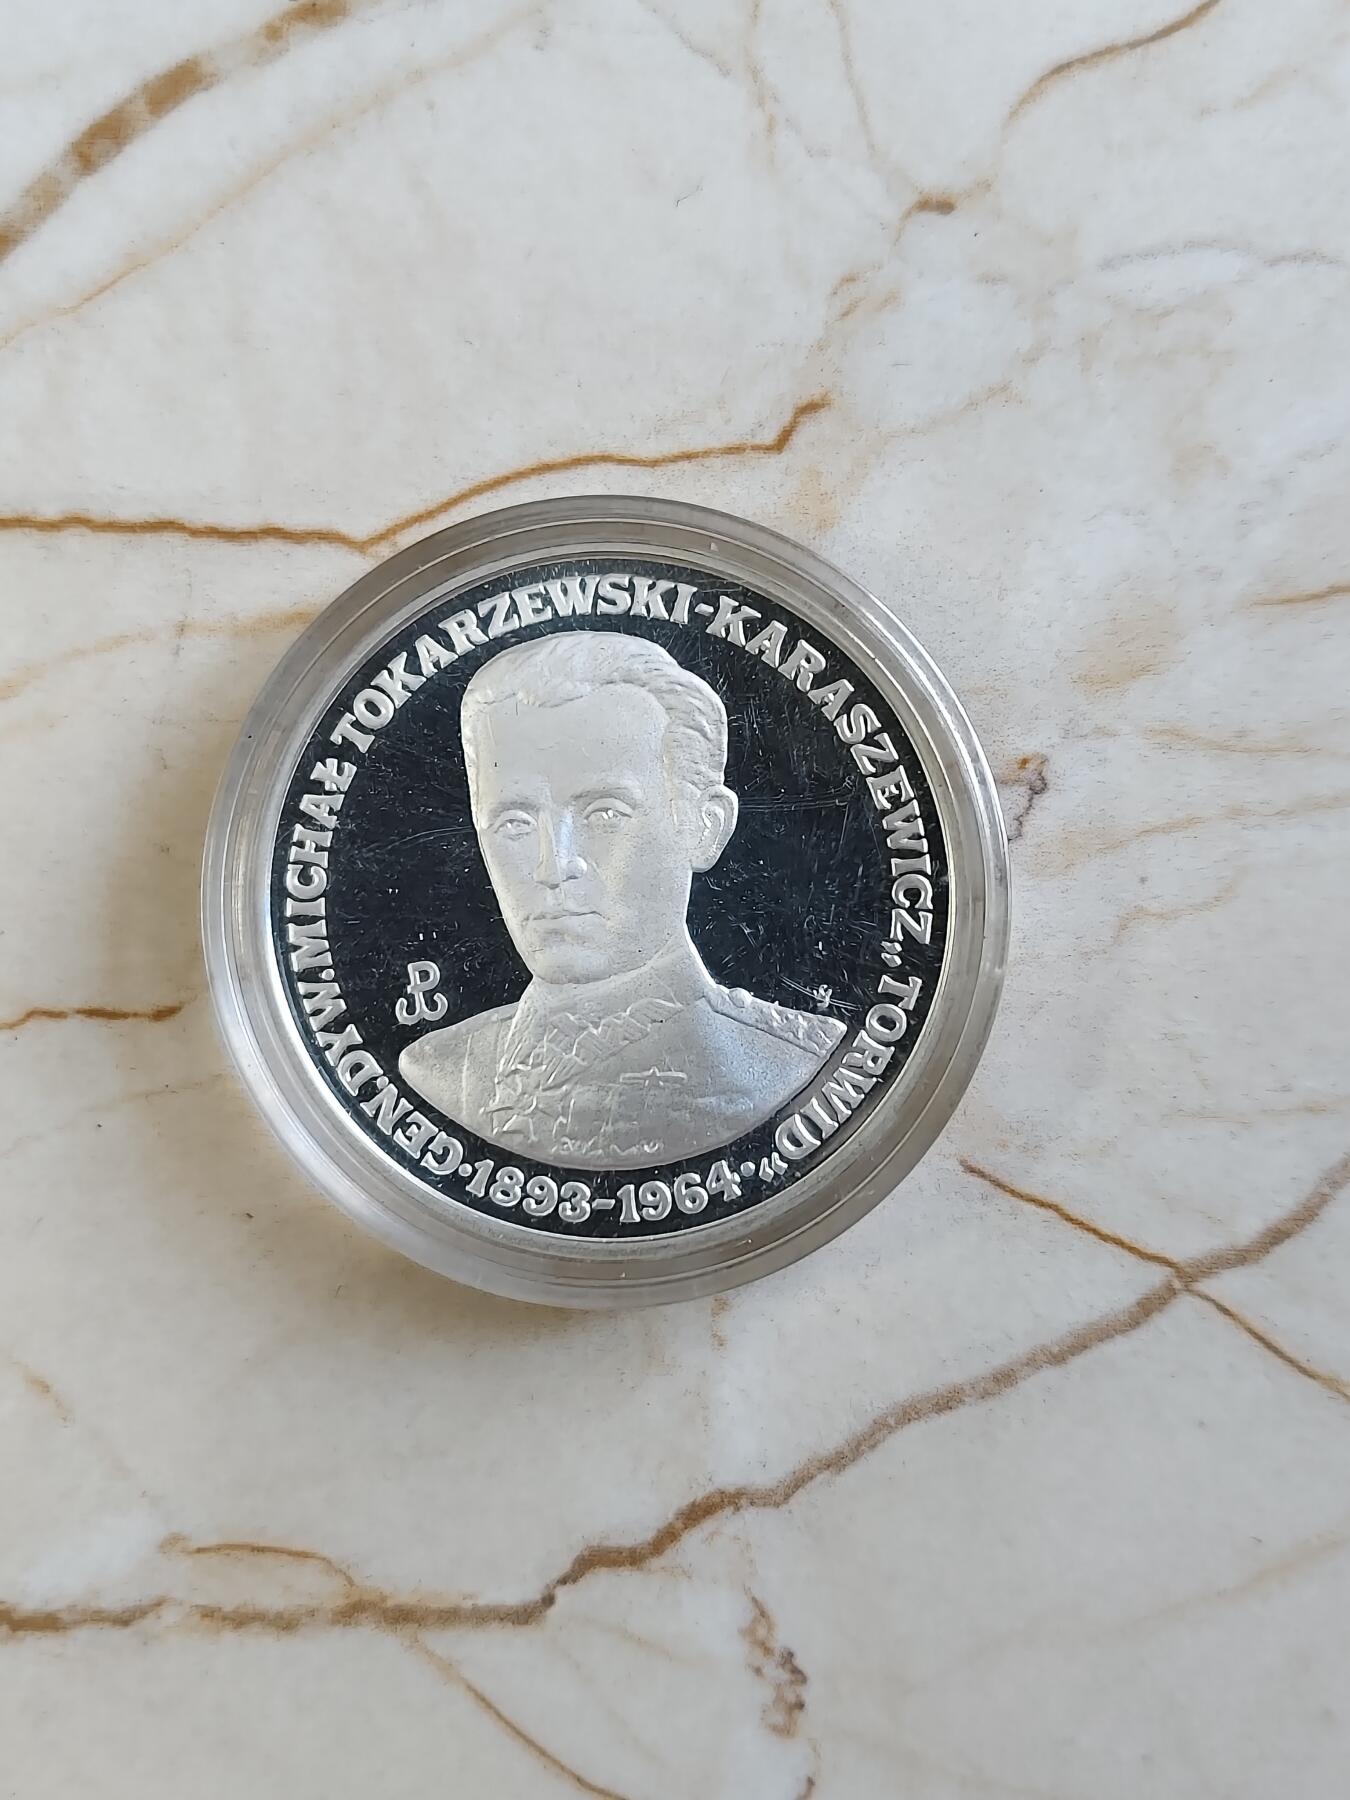 GEN.DYW.MICHAŁ TOKARZEWSKI-KARASZEWICZ „TORWID”
·1893-1964·